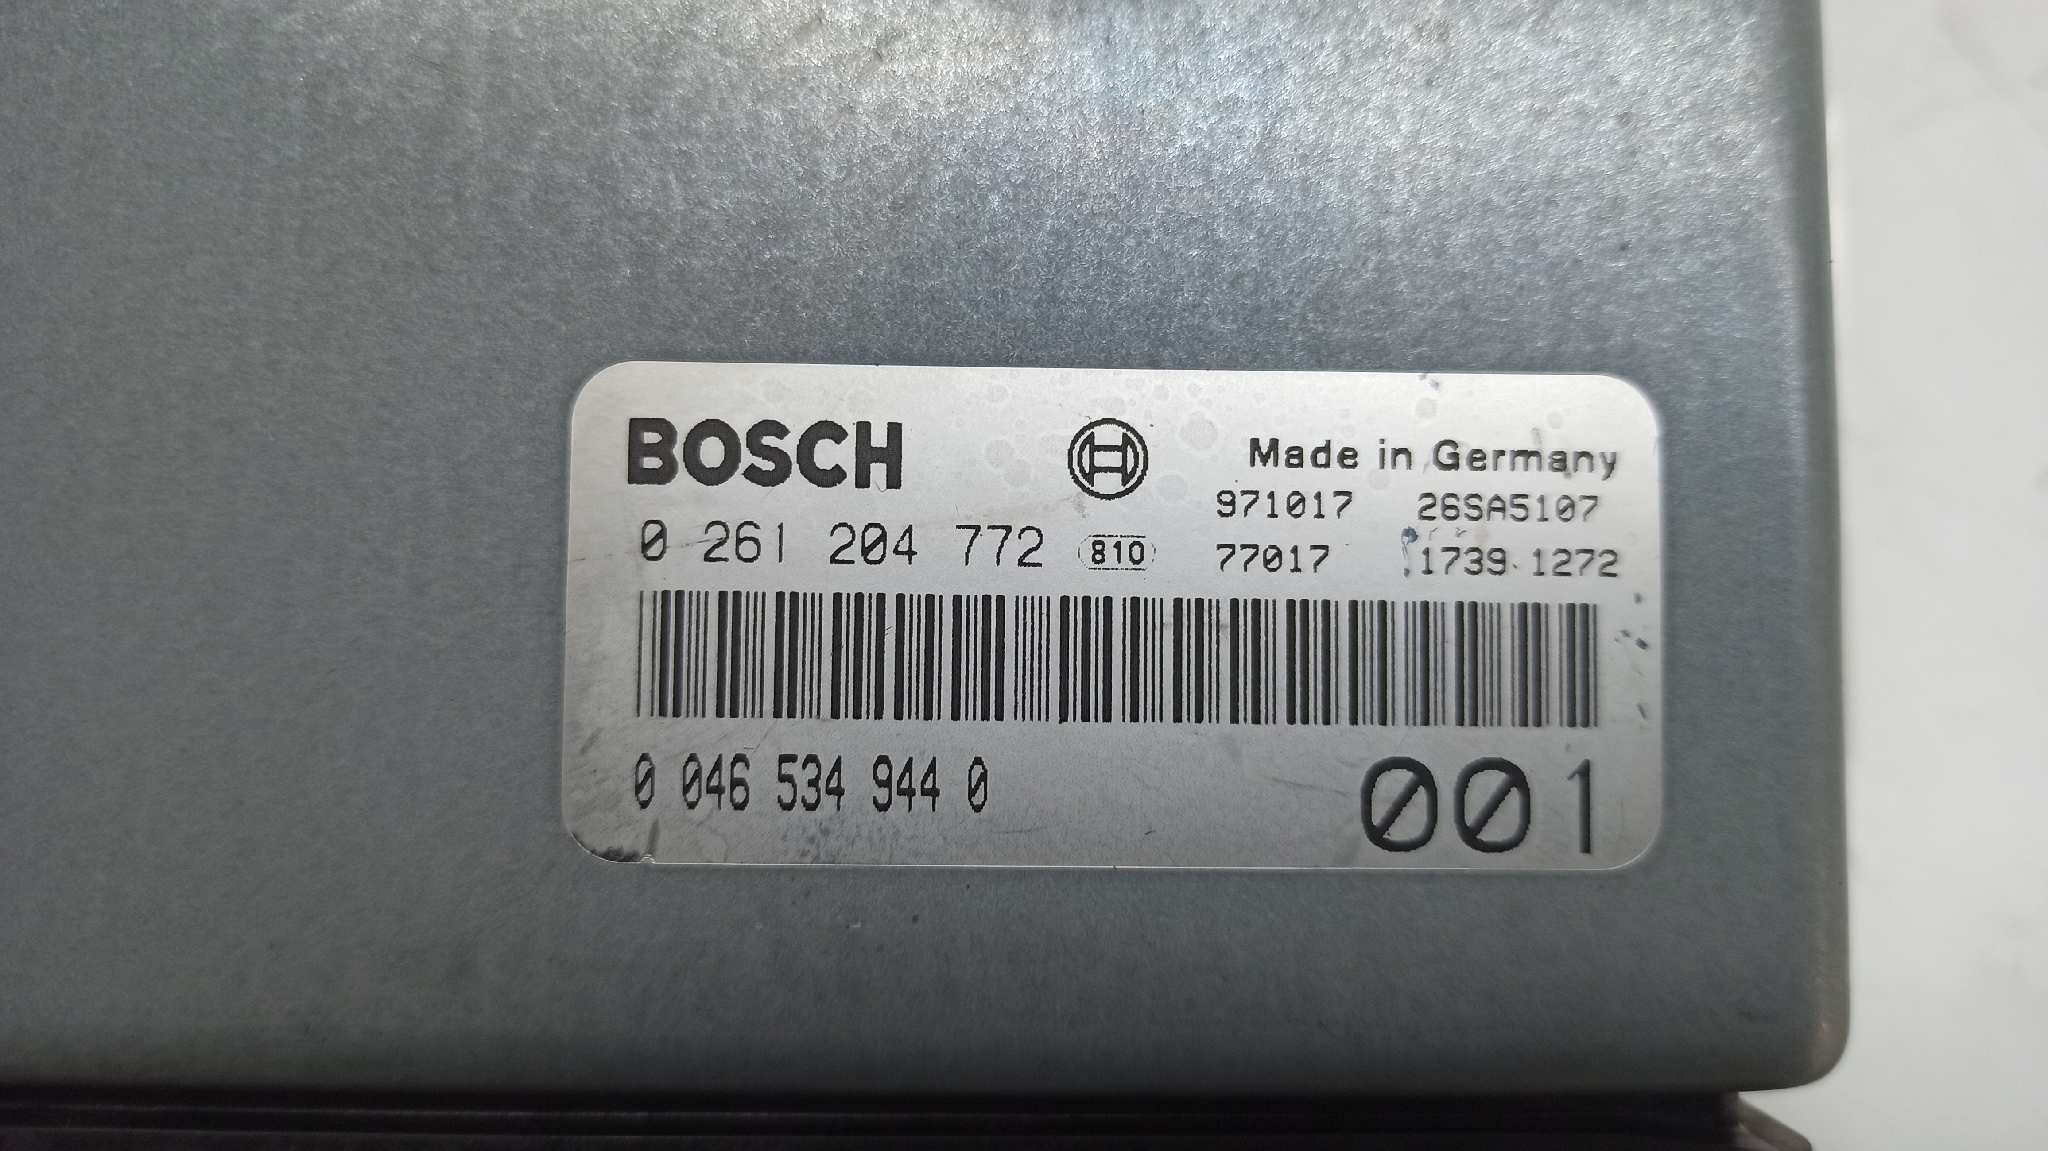 BOSCH
Made in Germany
971017 26SA5107
0 261 204 772 810 77017 1739 1272
0 046 534 944 0
001